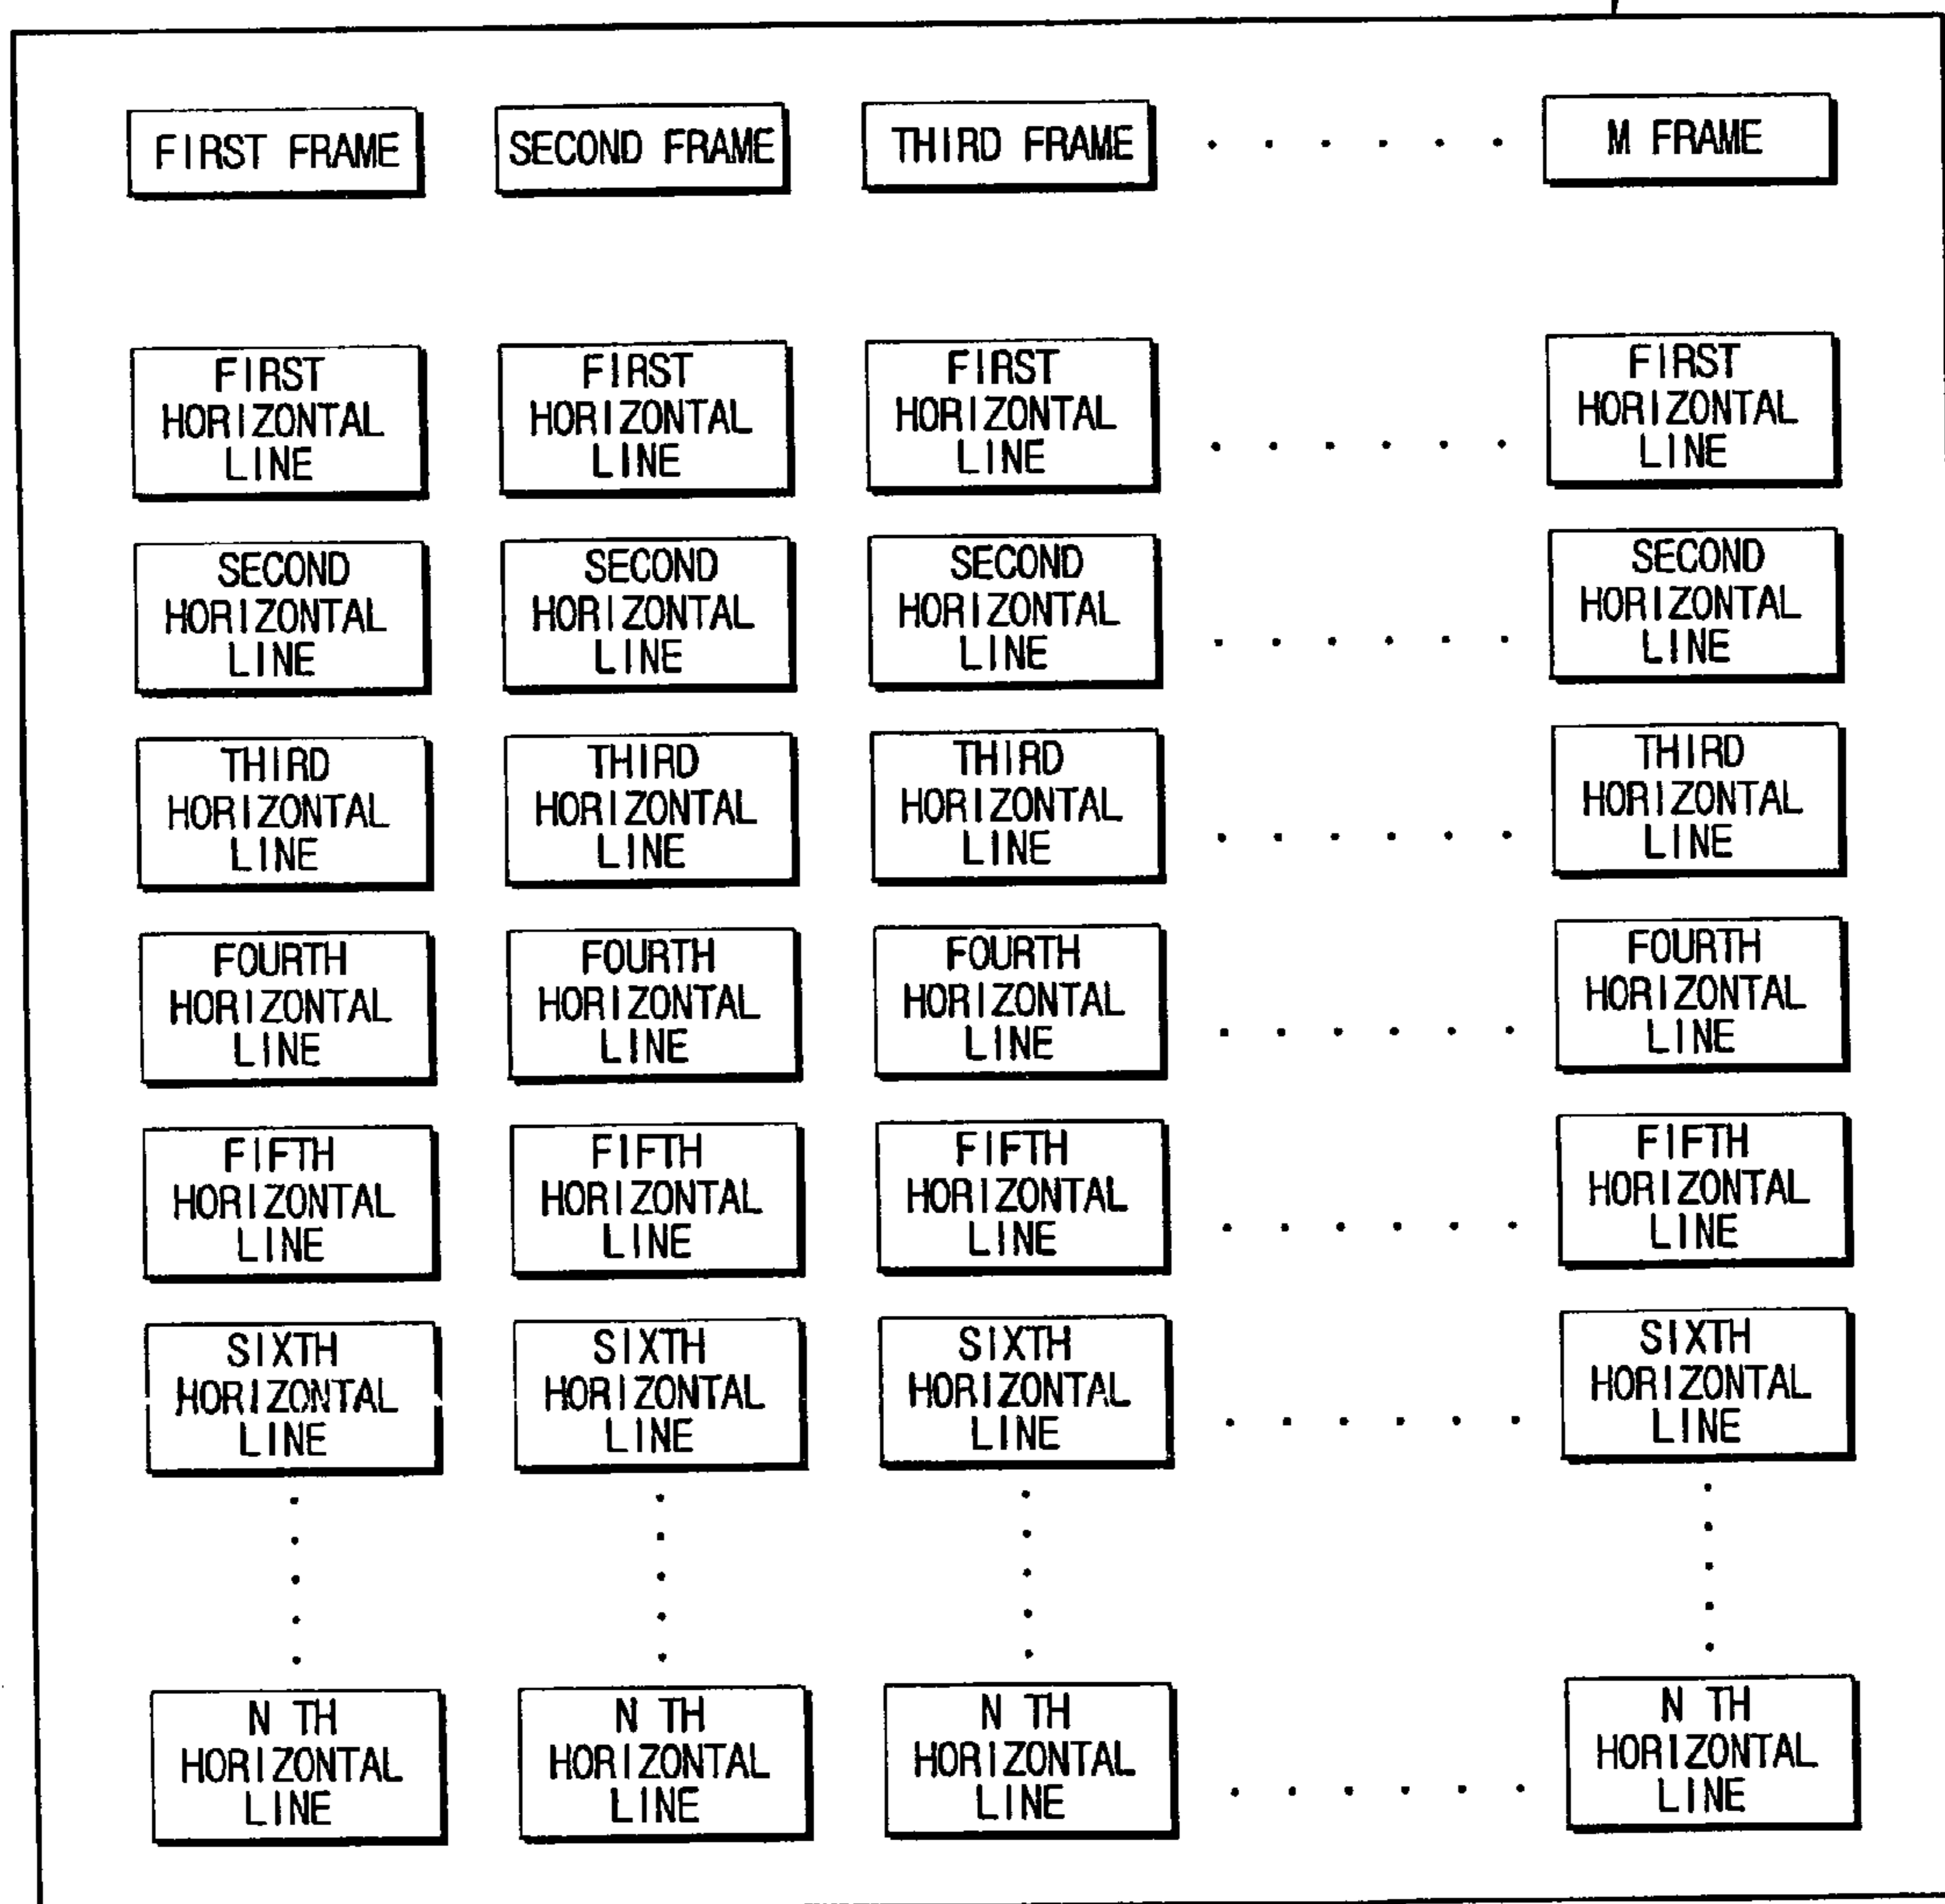 FIRST FRAME SECOND FRAME THIRD FRAME . . . . . . M FRAME
FIRST FIRST FIRST FIRST
HORIZONTAL HORIZONTAL HORIZONTAL HORIZONTAL
LINE LINE LINE . . . . . . LINE
SECOND SECOND SECOND SECOND
HORIZONTAL HORIZONTAL HORIZONTAL HORIZONTAL
LINE LINE LINE . . . . . . LINE
THIRD THIRD THIRD THIRD
HORIZONTAL HORIZONTAL HORIZONTAL HORIZONTAL
LINE LINE LINE . . . . . . LINE
FOURTH FOURTH FOURTH FOURTH
HORIZONTAL HORIZONTAL HORIZONTAL HORIZONTAL
LINE LINE LINE . . . . . . LINE
FIFTH FIFTH FIFTH FIFTH
HORIZONTAL HORIZONTAL HORIZONTAL HORIZONTAL
LINE LINE LINE . . . . . . LINE
SIXTH SIXTH SIXTH SIXTH
HORIZONTAL HORIZONTAL HORIZONTAL HORIZONTAL
LINE LINE LINE . . . . . . LINE
N TH N TH N TH N TH
HORIZONTAL HORIZONTAL HORIZONTAL HORIZONTAL
LINE LINE LINE . . . . . . LINE